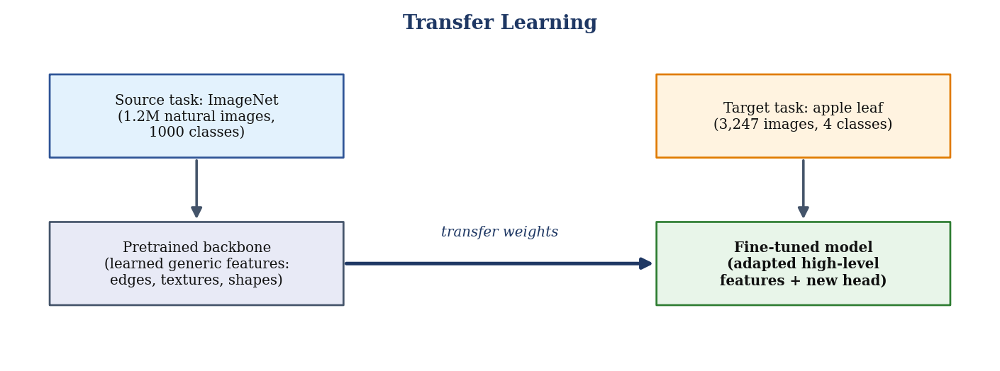 Transfer Learning
Source task: ImageNet
(1.2M natural images,
1000 classes)
Target task: apple leaf
(3,247 images, 4 classes)
Pretrained backbone
(learned generic features:
edges, textures, shapes)
transfer weights
Fine-tuned model
(adapted high-level
features + new head)